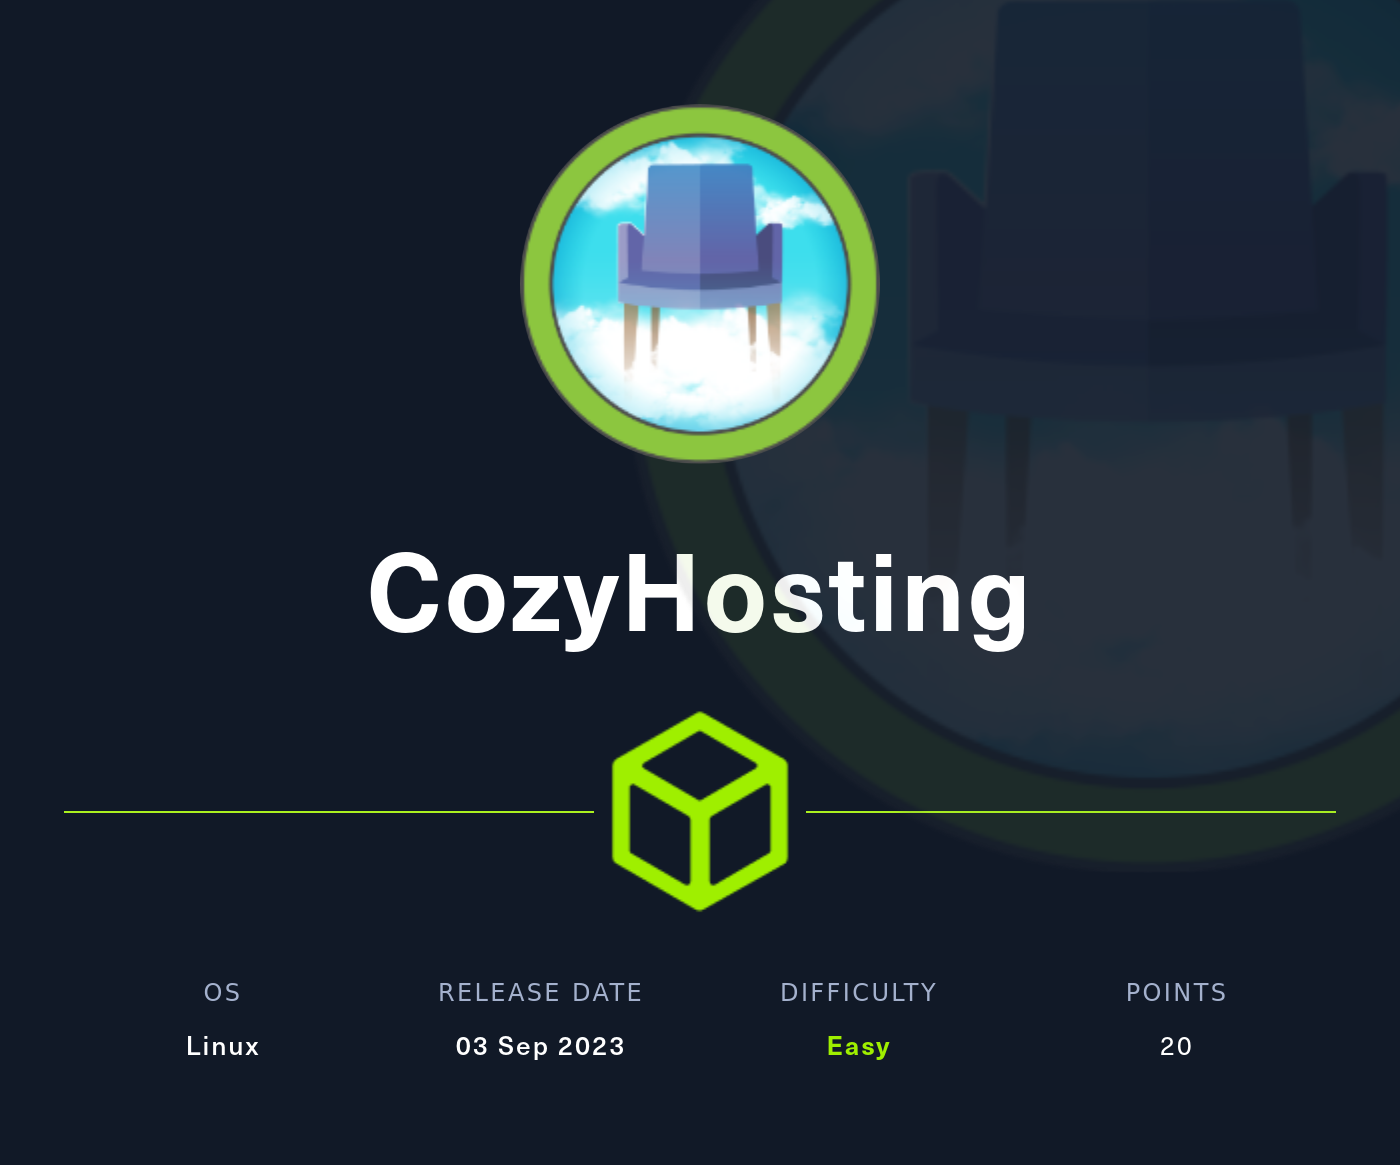 CozyHosting
OS
RELEASE DATE
DIFFICULTY
POINTS
Linux
03 Sep 2023
Easy
20